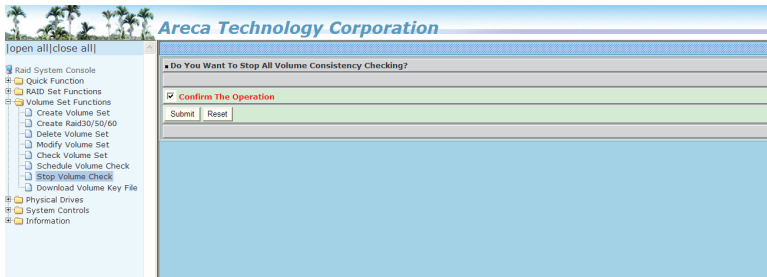 Areca Technology Corporation
|open all|close all|
Raid System Console
Quick Function
RAID Set Functions
Volume Set Functions
Create Volume Set
Create Raid30/50/60
Delete Volume Set
Modify Volume Set
Check Volume Set
Schedule Volume Check
Stop Volume Check
Download Volume Key File
Physical Drives
System Controls
Information
Do You Want To Stop All Volume Consistency Checking?
Confirm The Operation
Submit Reset